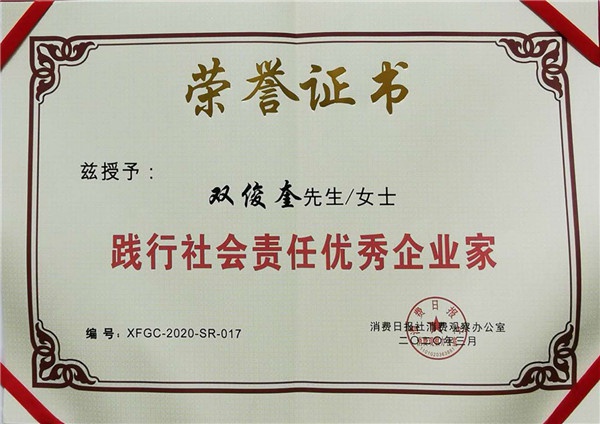 荣誉证书
兹授予：
双俊奎先生/女士
践行社会责任优秀企业家
编号：XFGC-2020-SR-017
消费日报社消费观察办公室
二〇二〇年三月